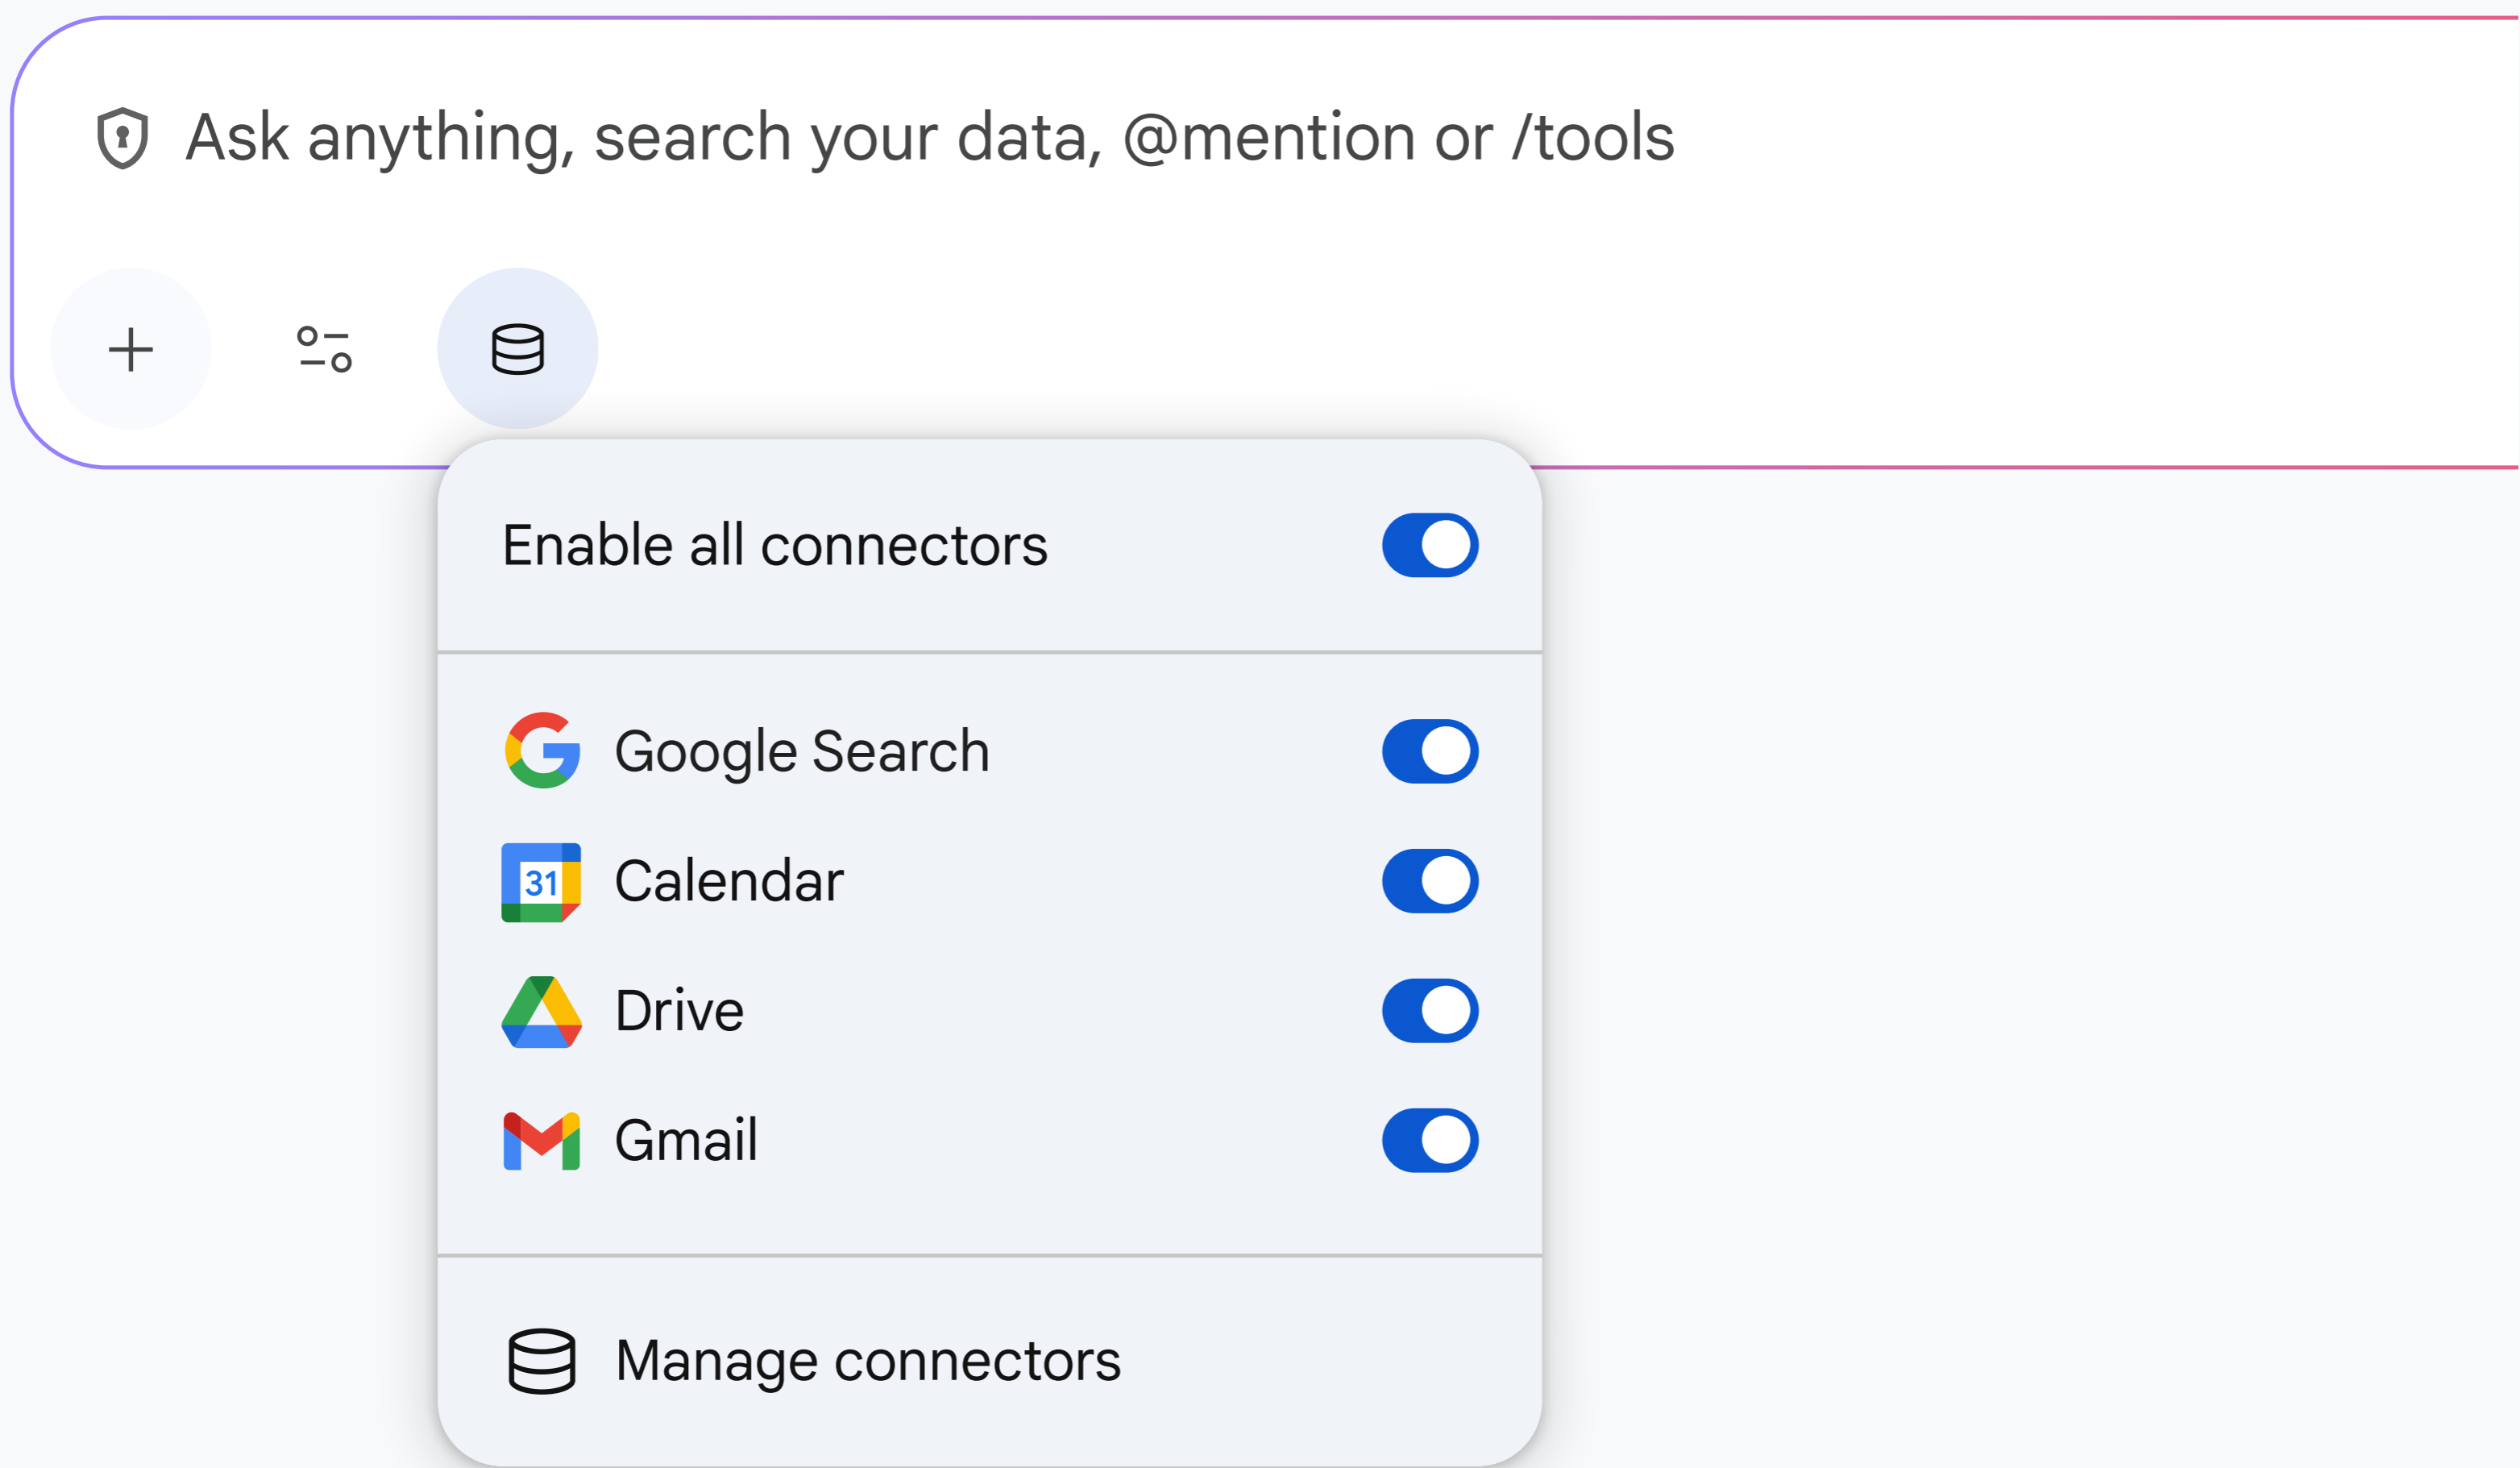 Ask anything, search your data, @mention or /tools
Enable all connectors
Google Search
31
Calendar
Drive
Gmail
Manage connectors